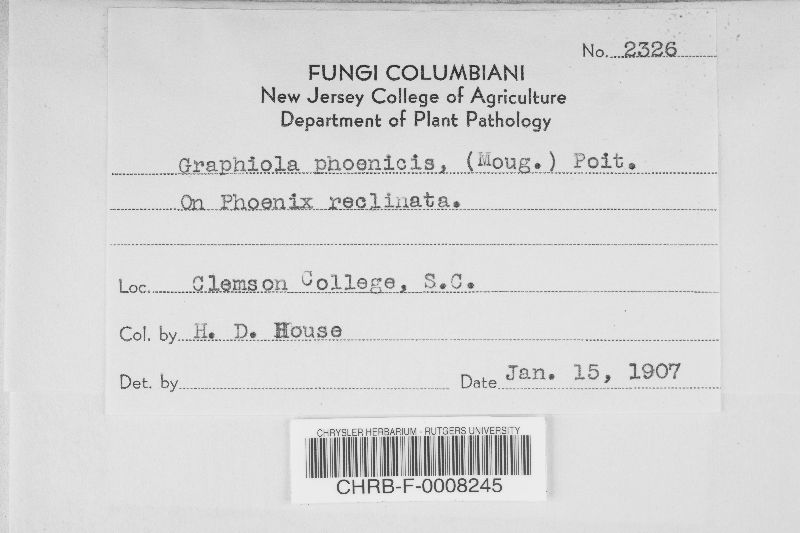 No. 2326
FUNGI COLUMBIANI
New Jersey College of Agriculture
Department of Plant Pathology
Graphiola phoenicis, (Moug.) Poit.
On Phoenix reclinata.
Loc. Clemson College, S.C.
Col. by H. D. House
Det. by
Date Jan. 15, 1907
CHRYSLER HERBARIUM - RUTGERS UNIVERSITY
CHRB-F-0008245